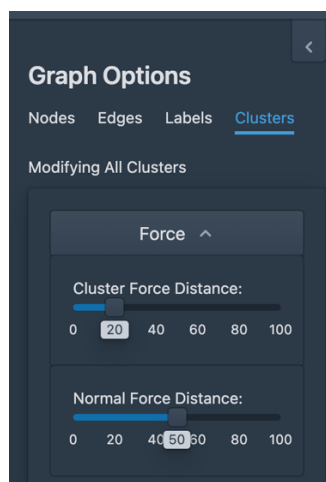 Graph Options
Nodes Edges Labels Clusters
Modifying All Clusters
Force
Cluster Force Distance:
0 20 40 60 80 100
Normal Force Distance:
0 20 40 50 60 80 100